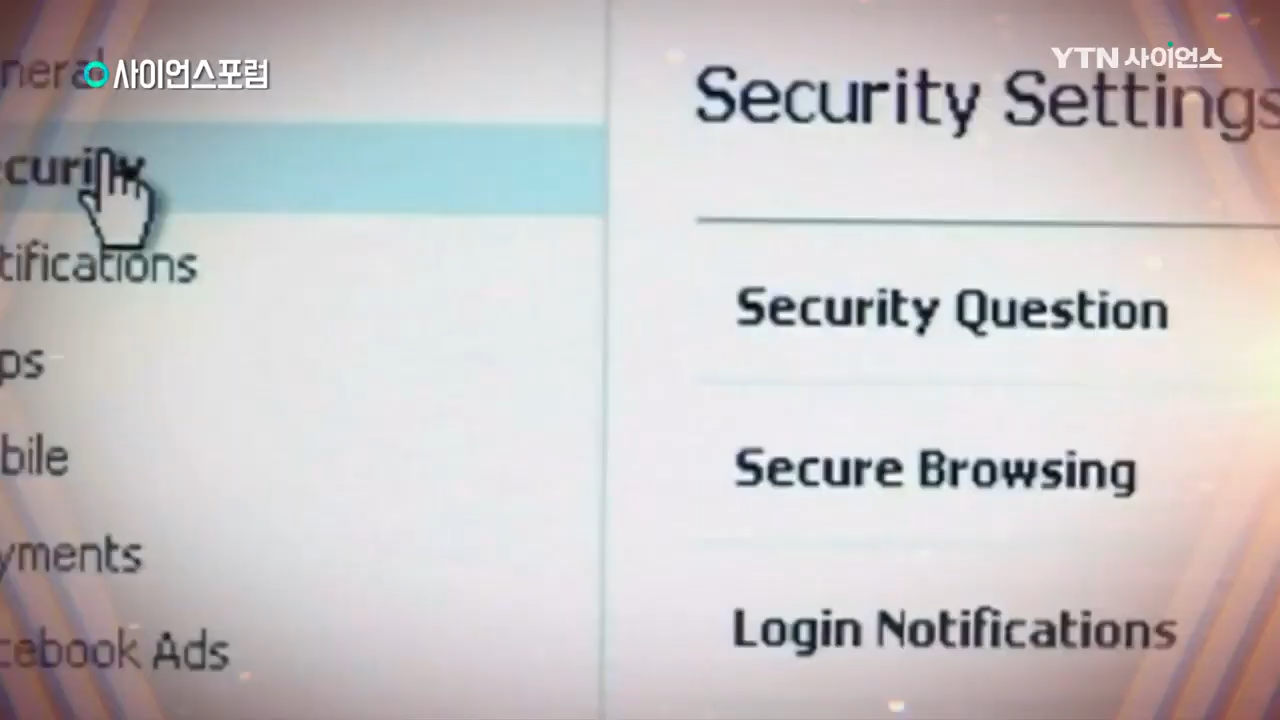 사이언스포럼
YTN 사이언스
neral
curity
tifications
ps
bile
yments
cebook Ads
Security Settings
Security Question
Secure Browsing
Login Notifications